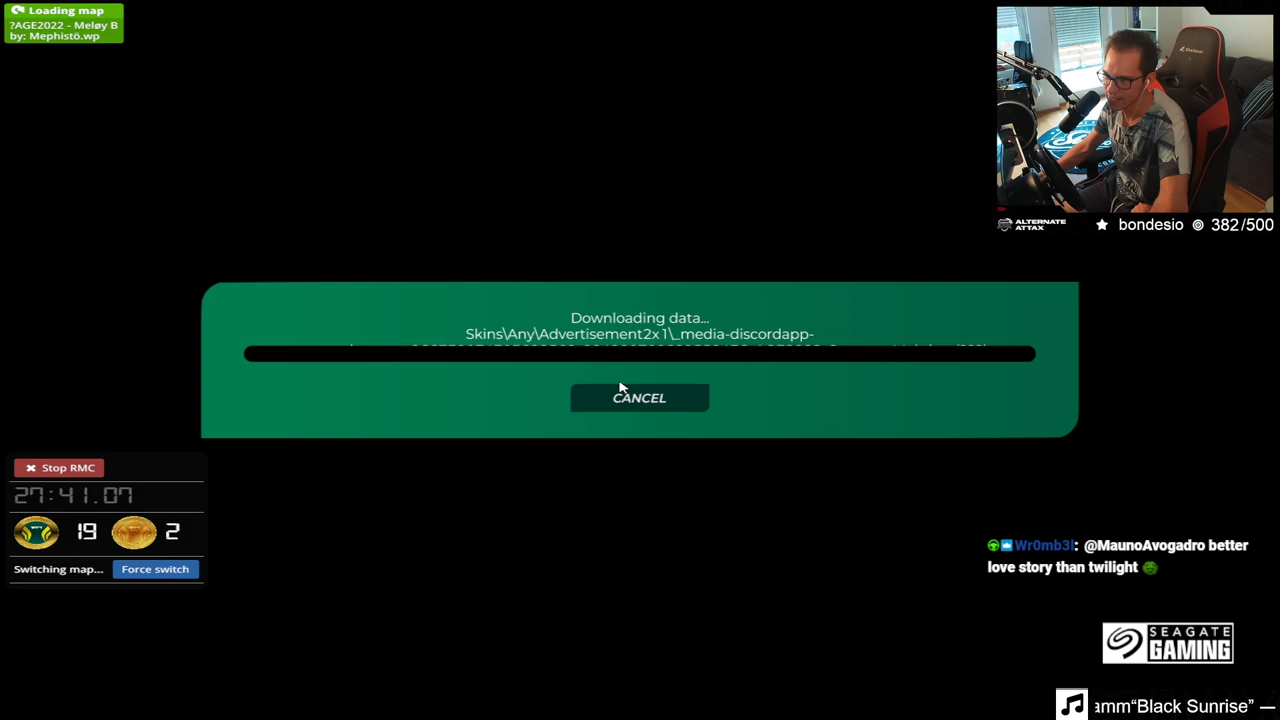 Loading map
?AGE2022 - Meløy B
by: Mephistö.wp
ALTERNATE
ATTAX
bondesio
382/500
Downloading data...
Skins\Any\Advertisement2x1\_media-discordapp-
CANCEL
Stop RMC
27:41.07
19
2
Switching map...
Force switch
Wr0mb3l: @MaunoAvogadro better
love story than twilight
SEAGATE
GAMING
amm“Black Sunrise” —